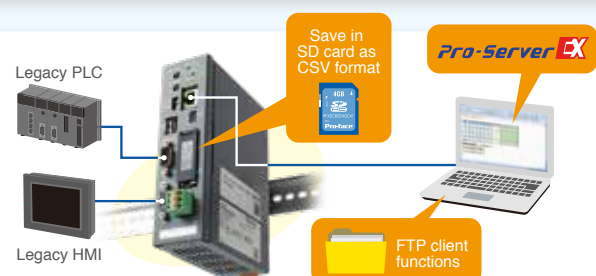 Save in
SD card as
CSV format
4GB
Pro-face
Pro-Server EX
Legacy PLC
Legacy HMI
FTP client
functions